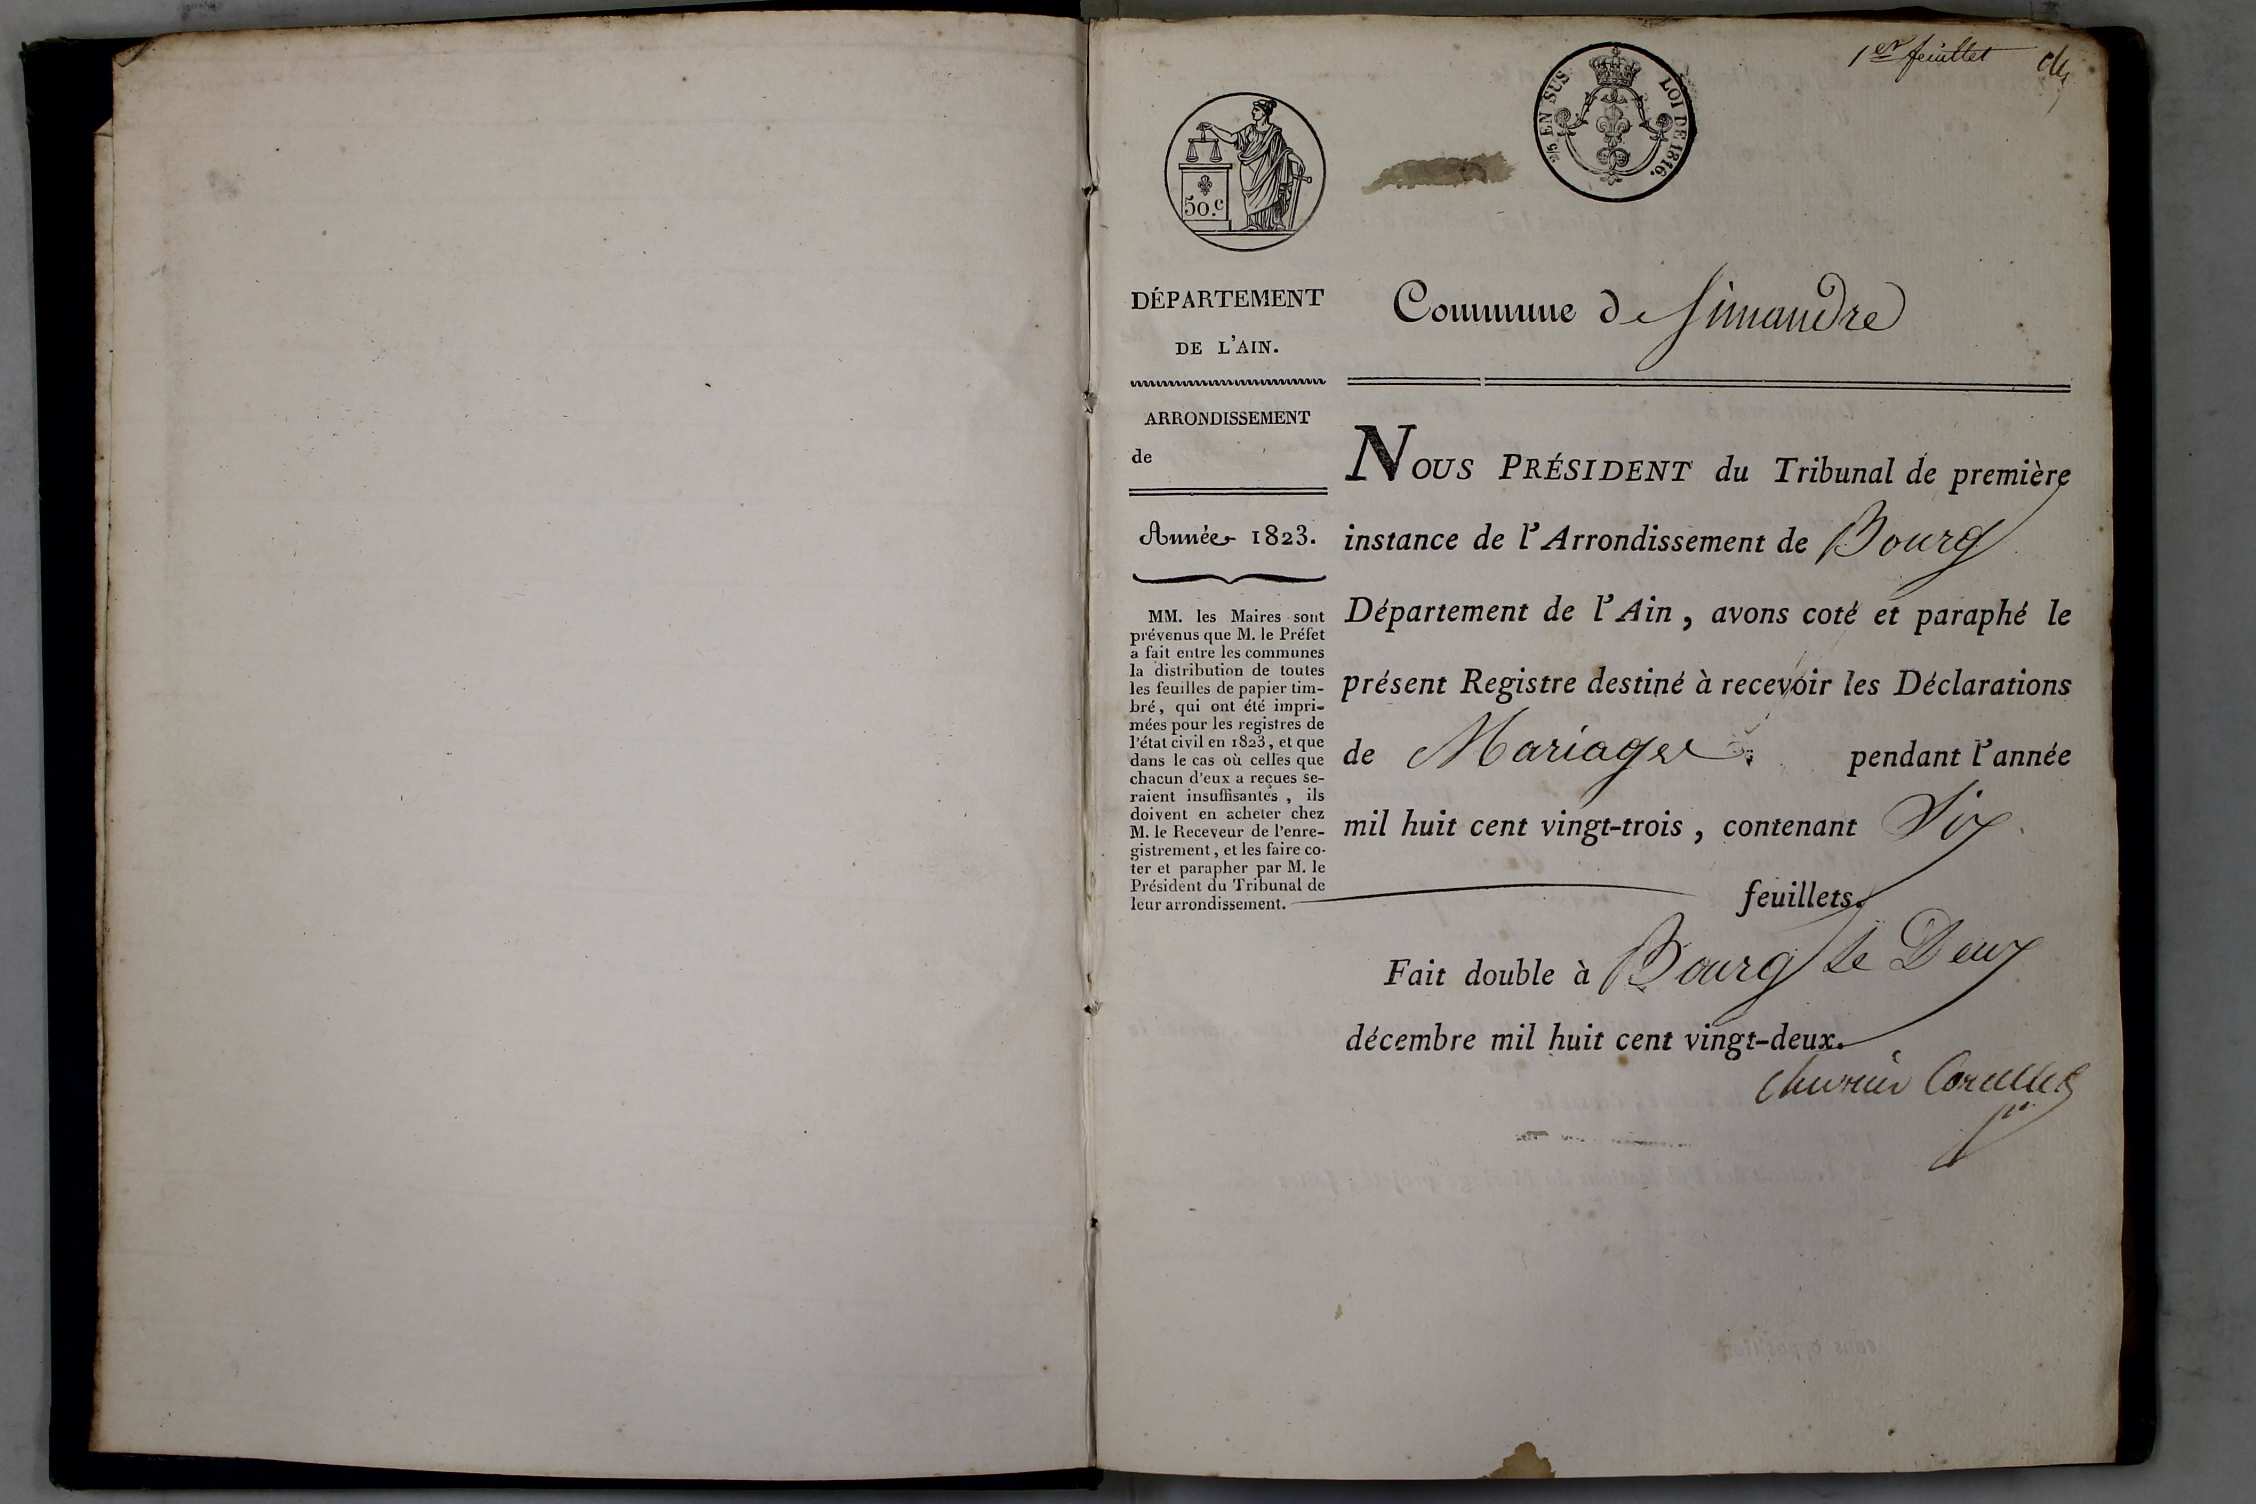 1er feuillet
2/5 EN SUS LOI DE 1816.
50.c
DÉPARTEMENT
DE L'AIN.
ARRONDISSEMENT
de
Année 1823.
MM. les Maires sont
prévenus que M. le Préfet
a fait entre les communes
la distribution de toutes
les feuilles de papier tim-
bré, qui ont été impri-
mées pour les registres de
l'état civil en 1823, et que
dans le cas où celles que
chacun d'eux a reçues se-
raient insuffisantes, ils
doivent en acheter chez
M. le Receveur de l'enre-
gistrement, et les faire co-
ter et parapher par M. le
Président du Tribunal de
leur arrondissement.
Commune de Simandre
NOUS PRÉSIDENT du Tribunal de première
instance de l'Arrondissement de Bourg
Département de l'Ain, avons coté et paraphé le
présent Registre destiné à recevoir les Déclarations
de Mariages pendant l'année
mil huit cent vingt-trois, contenant Six
feuillets.
Fait double à Bourg le Deux
décembre mil huit cent vingt-deux.